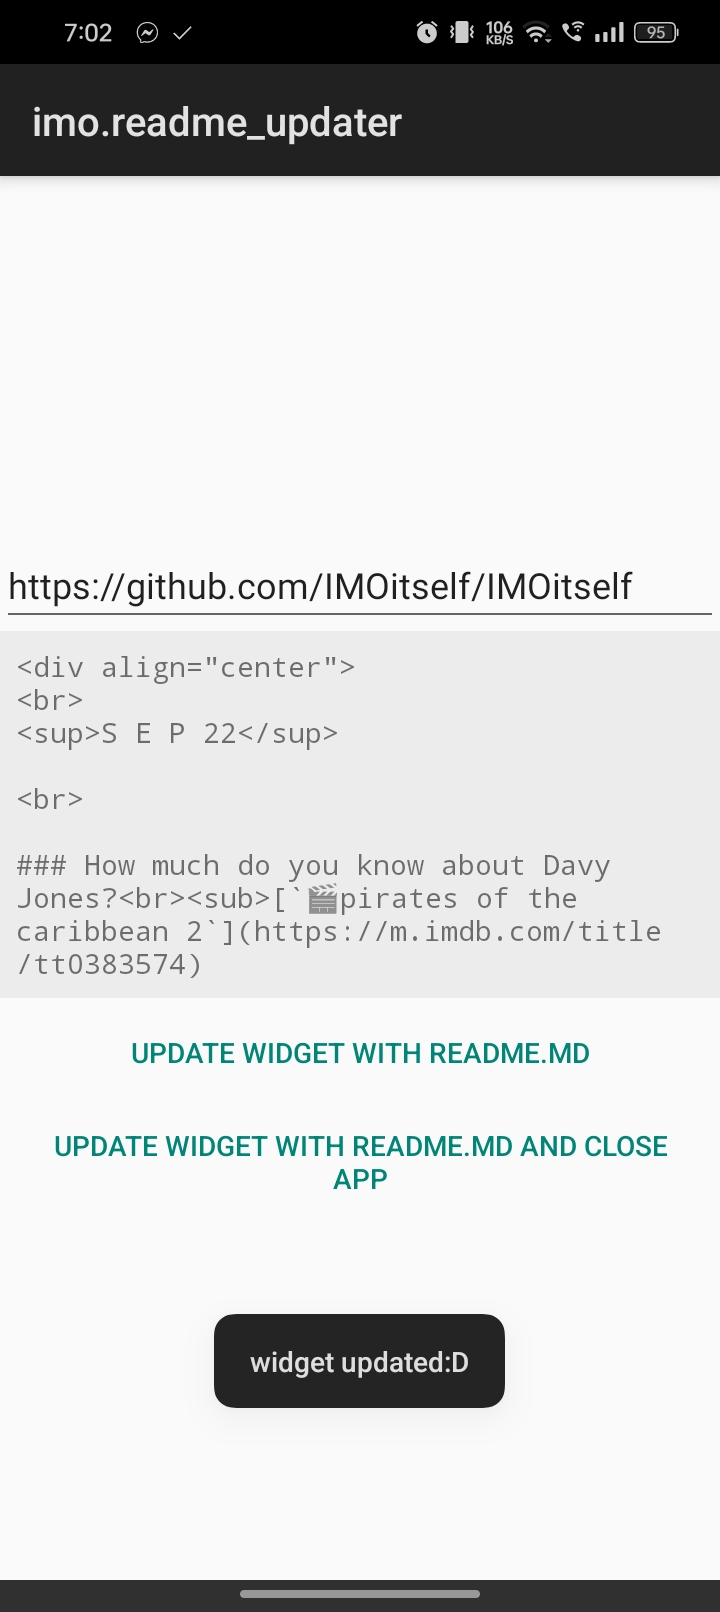 7:02
106
KB/S
95
imo.readme_updater
https://github.com/IMOitself/IMOitself
<div align="center">
<br>
<sup>S E P 22</sup>
<br>
### How much do you know about Davy
Jones?<br><sub>[`🎬pirates of the
caribbean 2`](https://m.imdb.com/title
/tt0383574)
UPDATE WIDGET WITH README.MD
UPDATE WIDGET WITH README.MD AND CLOSE
APP
widget updated:D